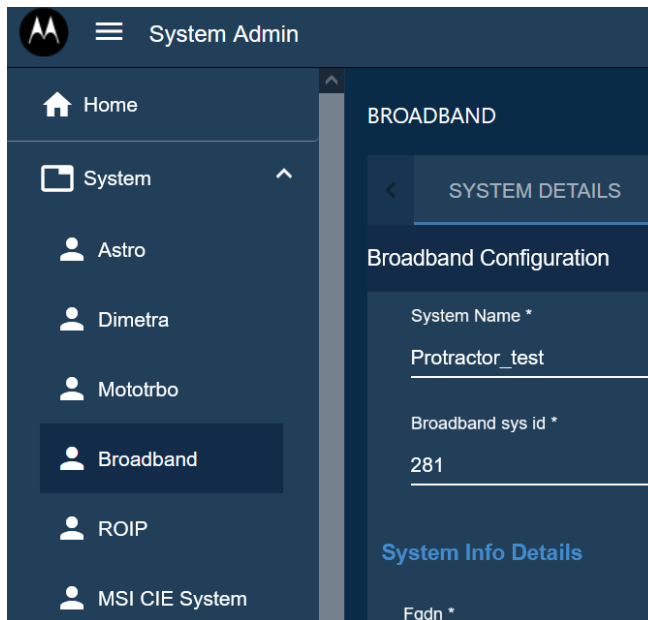 System Admin
Home
System
Astro
Dimetra
Mototrbo
Broadband
ROIP
MSI CIE System
BROADBAND
SYSTEM DETAILS
Broadband Configuration
System Name *
Protractor_test
Broadband sys id *
281
System Info Details
Fqdn *